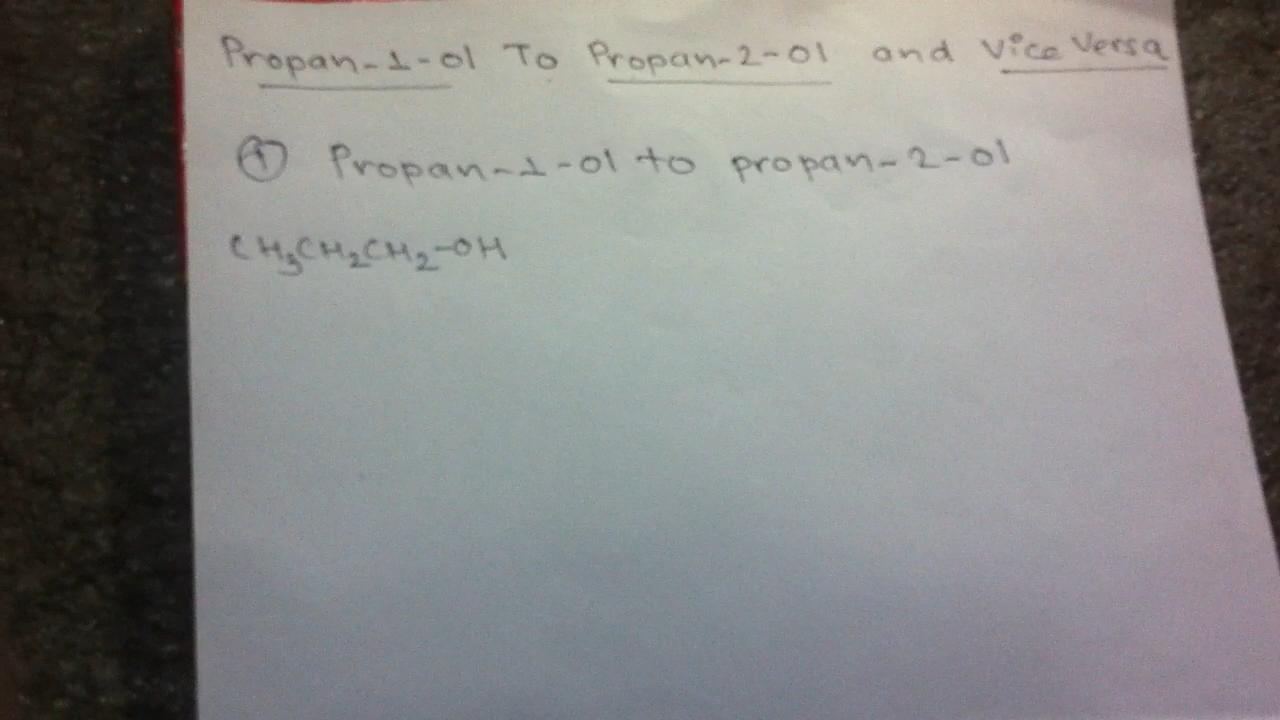 Propan-1-ol To Propan-2-ol and Vice Versa
① Propan-1-ol to propan-2-ol
CH₃CH₂CH₂-OH